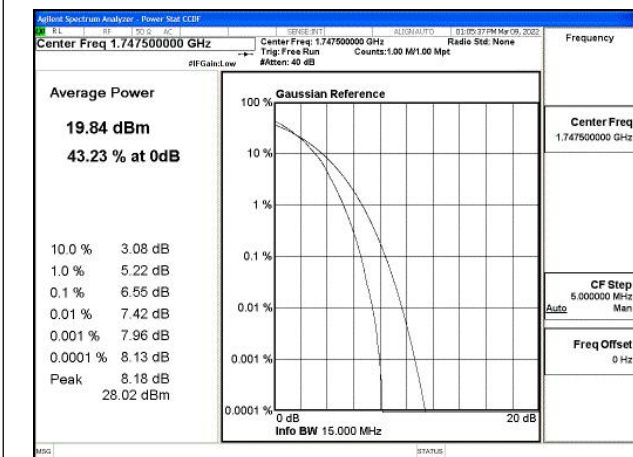 Agilent Spectrum Analyzer - Power Stat CCDF
RL RF 50 Ω AC SENSE:INT ALIGN AUTO 01:05:37 PM Mar 09, 2022
Center Freq 1.747500000 GHz
Center Freq: 1.747500000 GHz Radio Std: None
Trig: Free Run Counts:1.00 M/1.00 Mpt
#IFGain:Low #Atten: 40 dB
Frequency
Average Power
19.84 dBm
43.23 % at 0dB
10.0 % 3.08 dB
1.0 % 5.22 dB
0.1 % 6.55 dB
0.01 % 7.42 dB
0.001 % 7.96 dB
0.0001 % 8.13 dB
Peak 8.18 dB
28.02 dBm
Gaussian Reference
100 %
10 %
1 %
0.1 %
0.01 %
0.001 %
0.0001 %
0 dB 20 dB
Info BW 15.000 MHz
Center Freq
1.747500000 GHz
CF Step
5.000000 MHz
Auto Man
Freq Offset
0 Hz
MSG STATUS